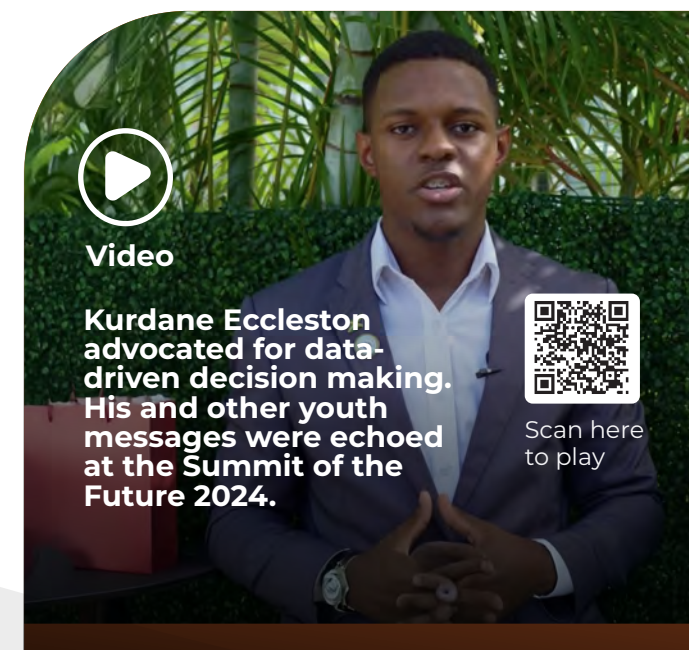 Video
Kurdane Eccleston
advocated for data-
driven decision making.
His and other youth
messages were echoed
at the Summit of the
Future 2024.
Scan here
to play